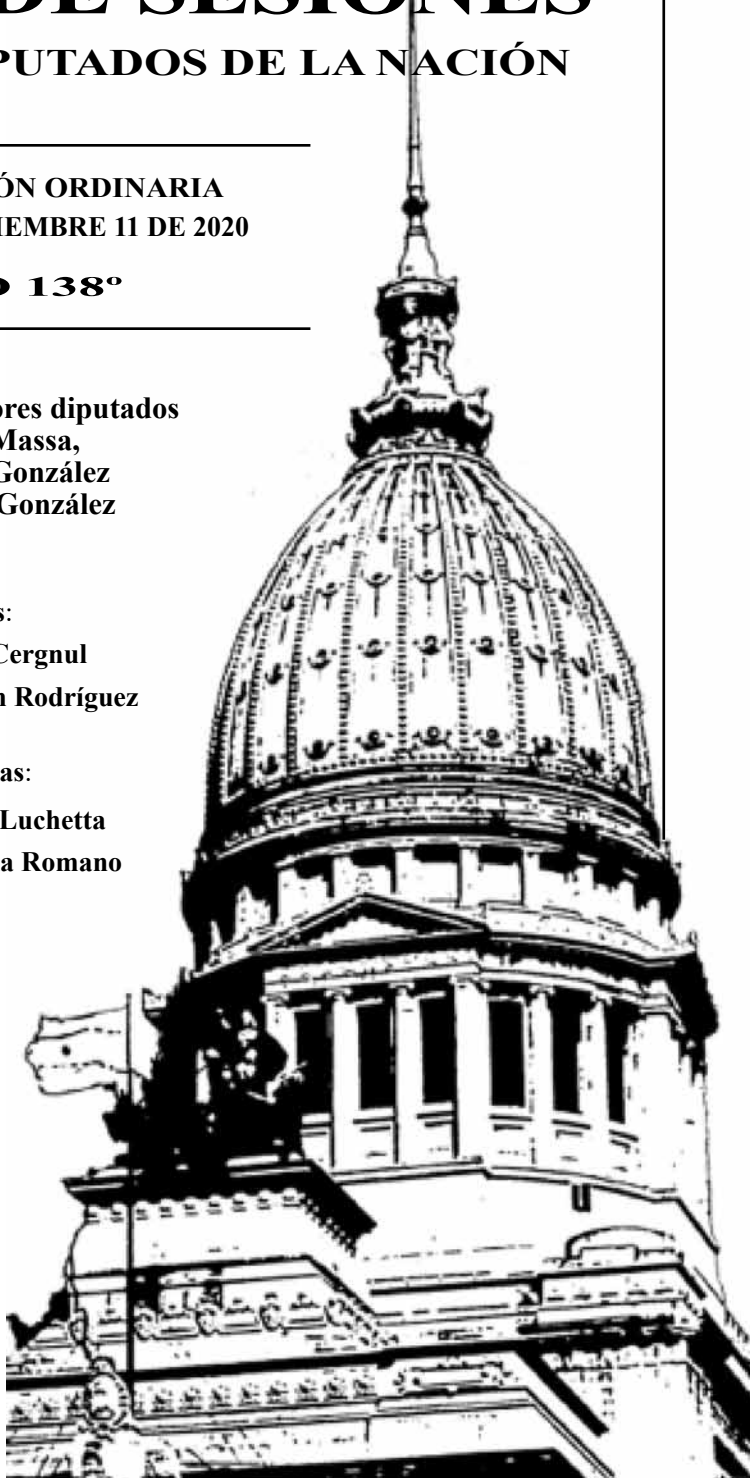 DE SESIONES
PUTADOS DE LA NACIÓN
ÓN ORDINARIA
IEMBRE 11 DE 2020
O 138º
ores diputados
Massa,
González
González
s:
Cergnul
n Rodríguez
as:
Luchetta
a Romano